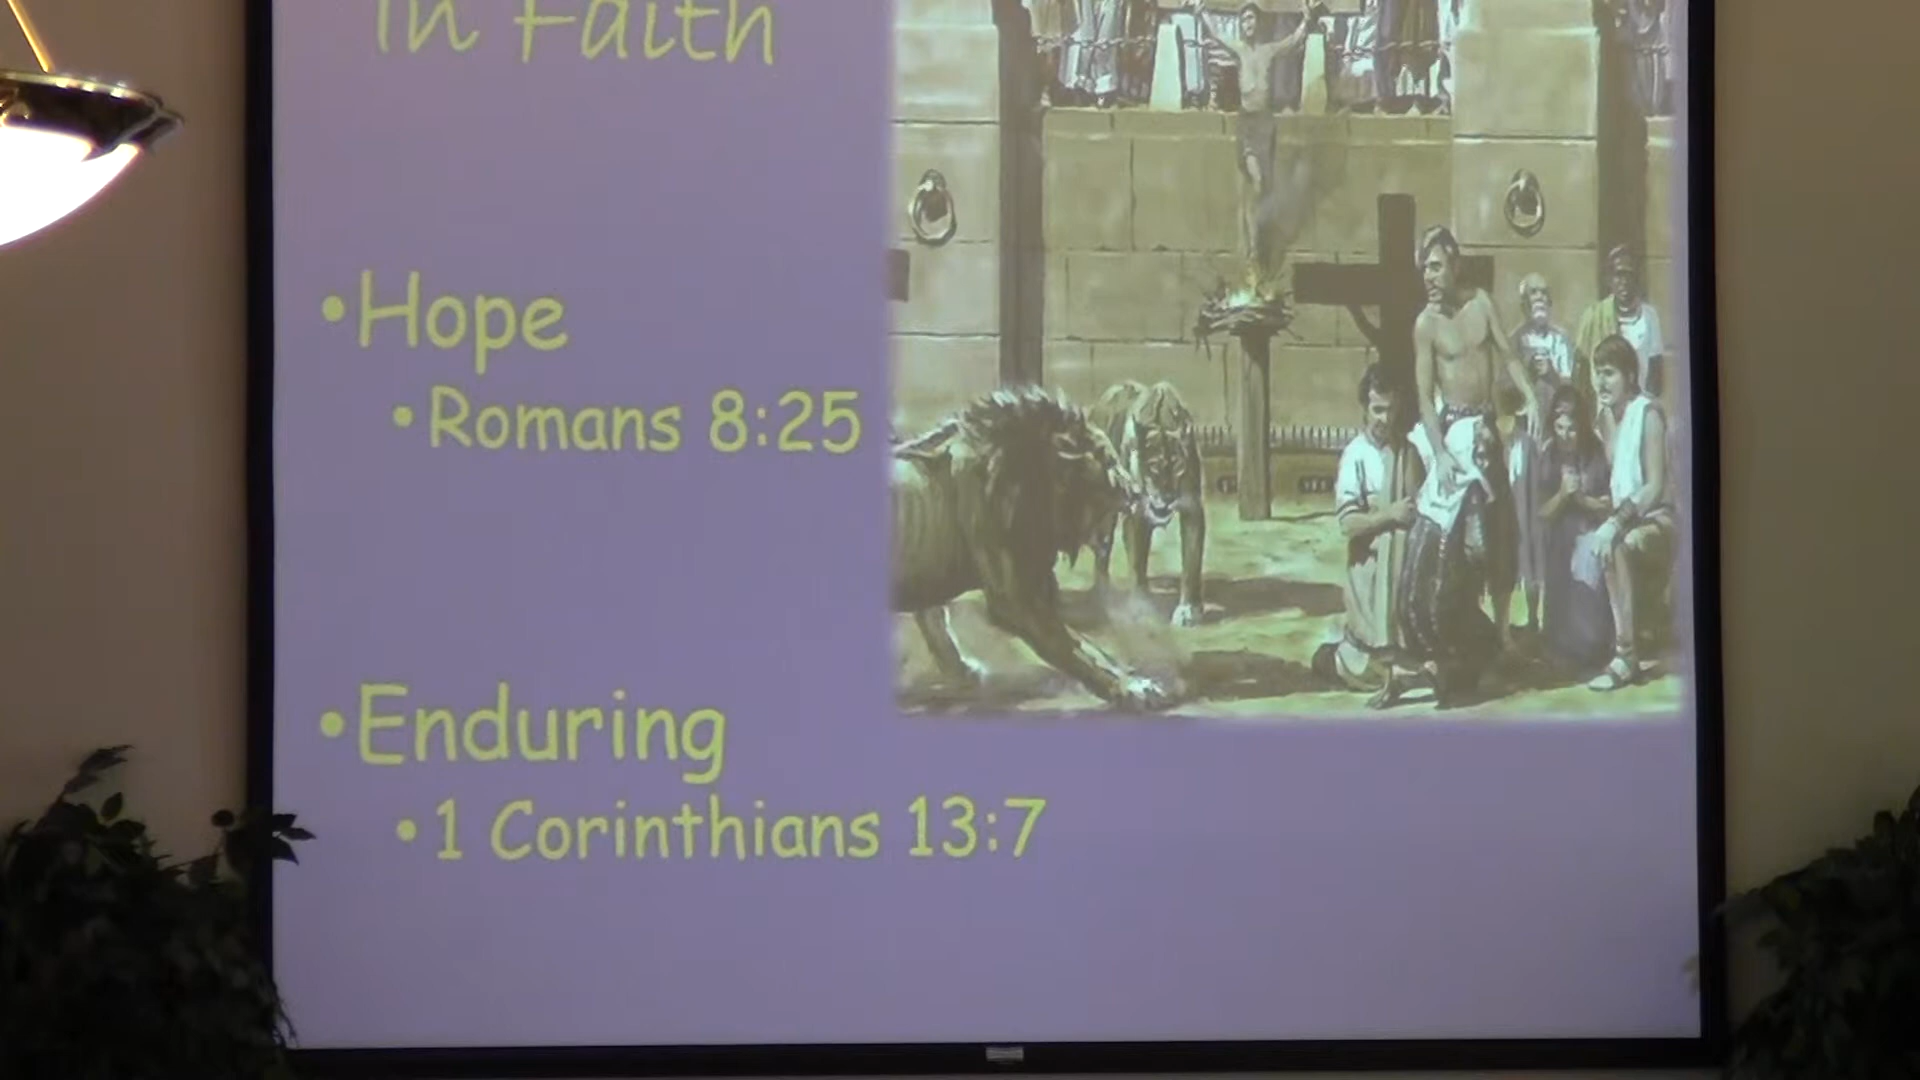 In Faith
•Hope
•Romans 8:25
•Enduring
•1 Corinthians 13:7